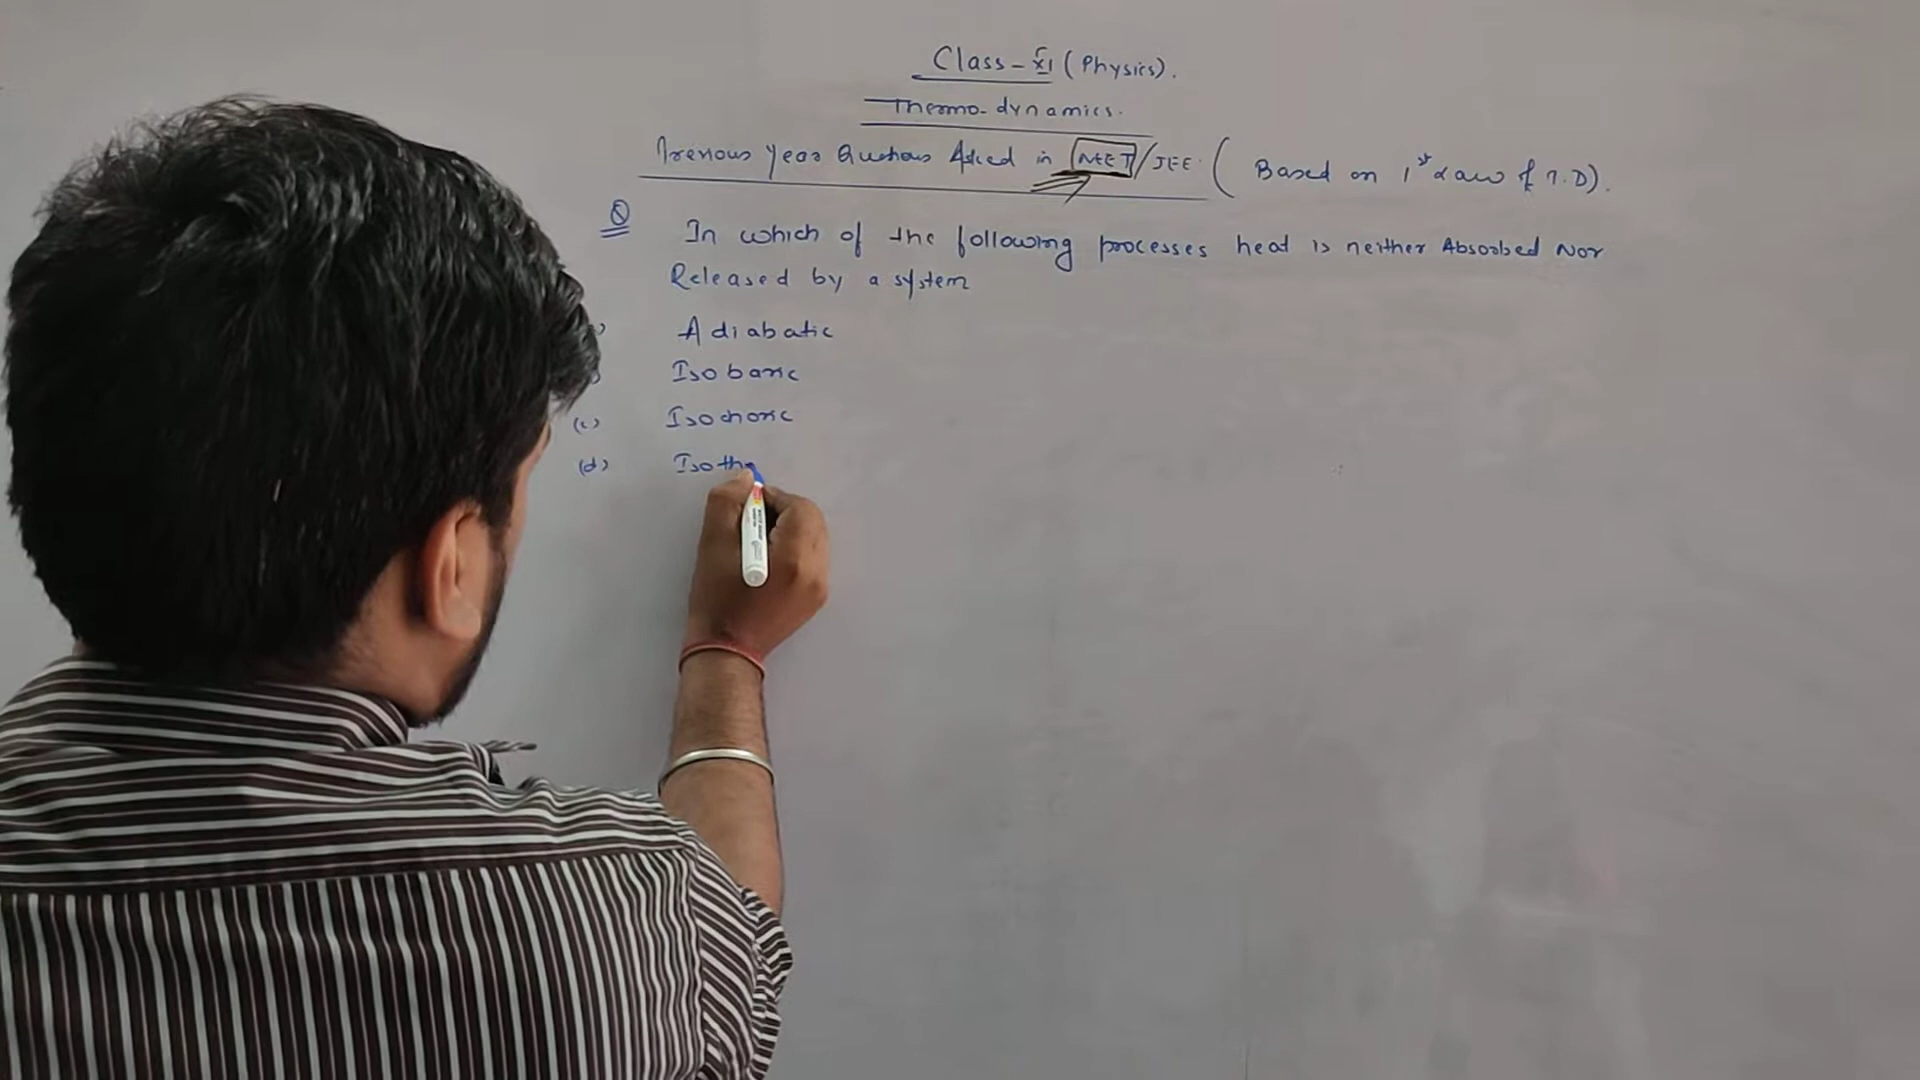 Class - XI (Physics).
Thermo-dynamics.
Previous Year Questions Asked in NEET/JEE (Based on 1st Law of T.D).
Q In which of the following processes heat is neither Absorbed Nor
Released by a system
Adiabatic
Isobaric
(c) Isochoric
(d) Isoth